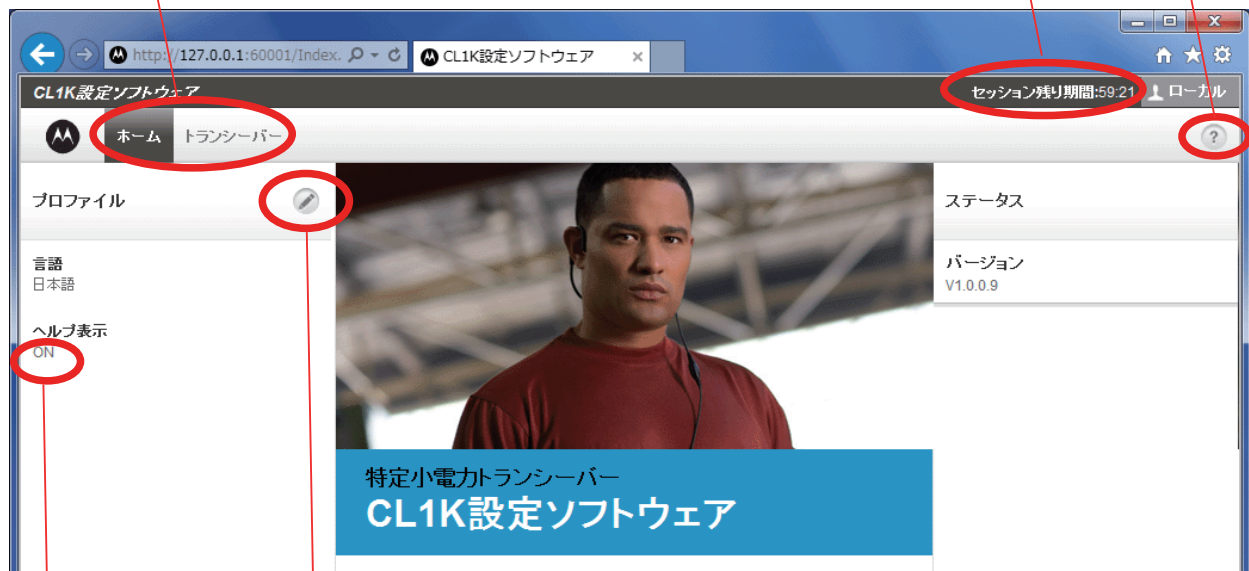 http://127.0.0.1:60001/Index.
CL1K設定ソフトウェア
CL1K設定ソフトウェア
セッション残り期間:59:21
ローカル
ホーム
トランシーバー
?
プロファイル
言語
日本語
ヘルプ表示
ON
特定小電力トランシーバー
CL1K設定ソフトウェア
ステータス
バージョン
V1.0.0.9